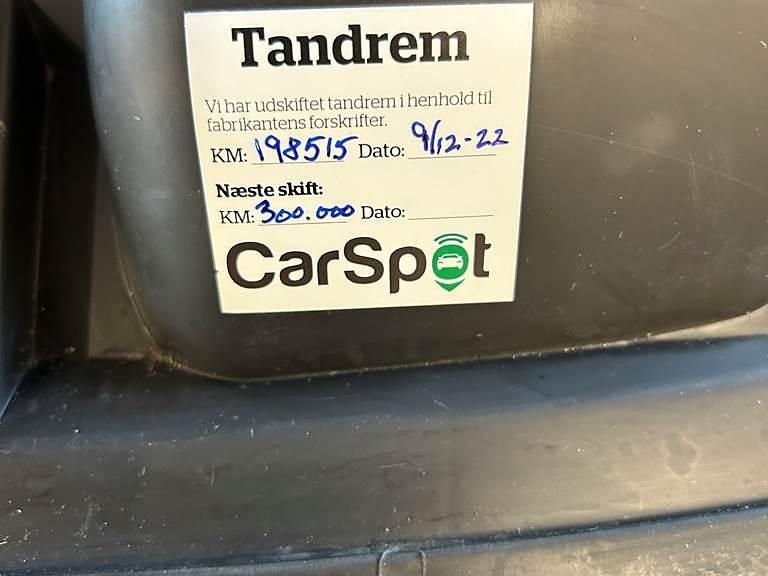 Tandrem
Vi har udskiftet tandrem i henhold til
fabrikantens forskrifter.
KM: 198515 Dato: 9/12-22
Næste skift:
KM: 300.000 Dato:
CarSpot